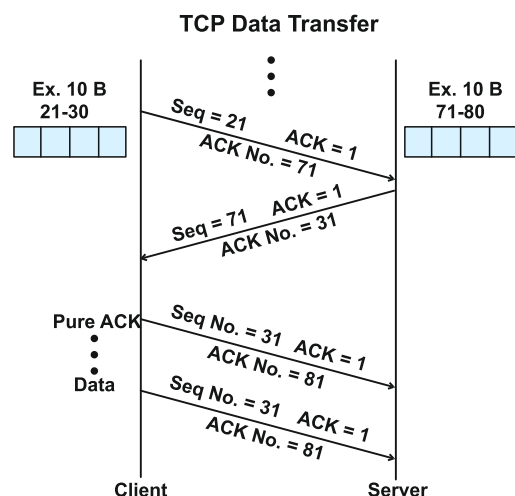 TCP Data Transfer
Ex. 10 B
21-30
Ex. 10 B
71-80
Seq = 21 ACK = 1
ACK No. = 71
Seq = 71 ACK = 1
ACK No. = 31
Pure ACK
Seq No. = 31 ACK = 1
ACK No. = 81
Data
Seq No. = 31 ACK = 1
ACK No. = 81
Client
Server